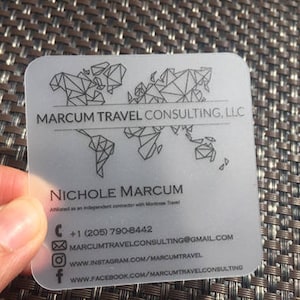 MARCUM TRAVEL CONSULTING, LLC
NICHOLE MARCUM
Affiliated as an independent contractor with Montrose Travel
+1 (205) 790-8442
MARCUMTRAVELCONSULTING@GMAIL.COM
WWW.INSTAGRAM.COM/MARCUMTRAVEL
WWW.FACEBOOK.COM/MARCUMTRAVELCONSULTING